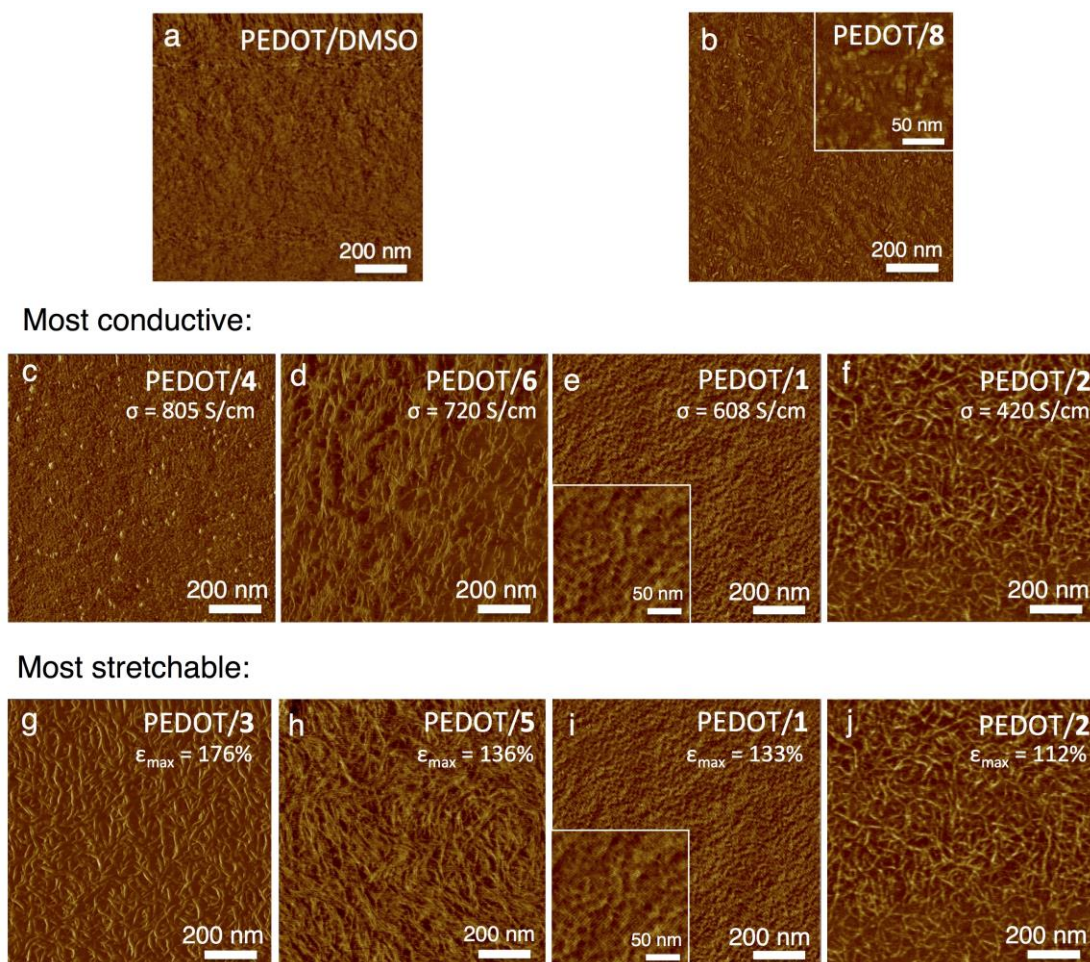 a PEDOT/DMSO
200 nm
b PEDOT/8
50 nm
200 nm
Most conductive:
c PEDOT/4
σ = 805 S/cm
200 nm
d PEDOT/6
σ = 720 S/cm
200 nm
e PEDOT/1
σ = 608 S/cm
50 nm
200 nm
f PEDOT/2
σ = 420 S/cm
200 nm
Most stretchable:
g PEDOT/3
εmax = 176%
200 nm
h PEDOT/5
εmax = 136%
200 nm
i PEDOT/1
εmax = 133%
50 nm
200 nm
j PEDOT/2
εmax = 112%
200 nm